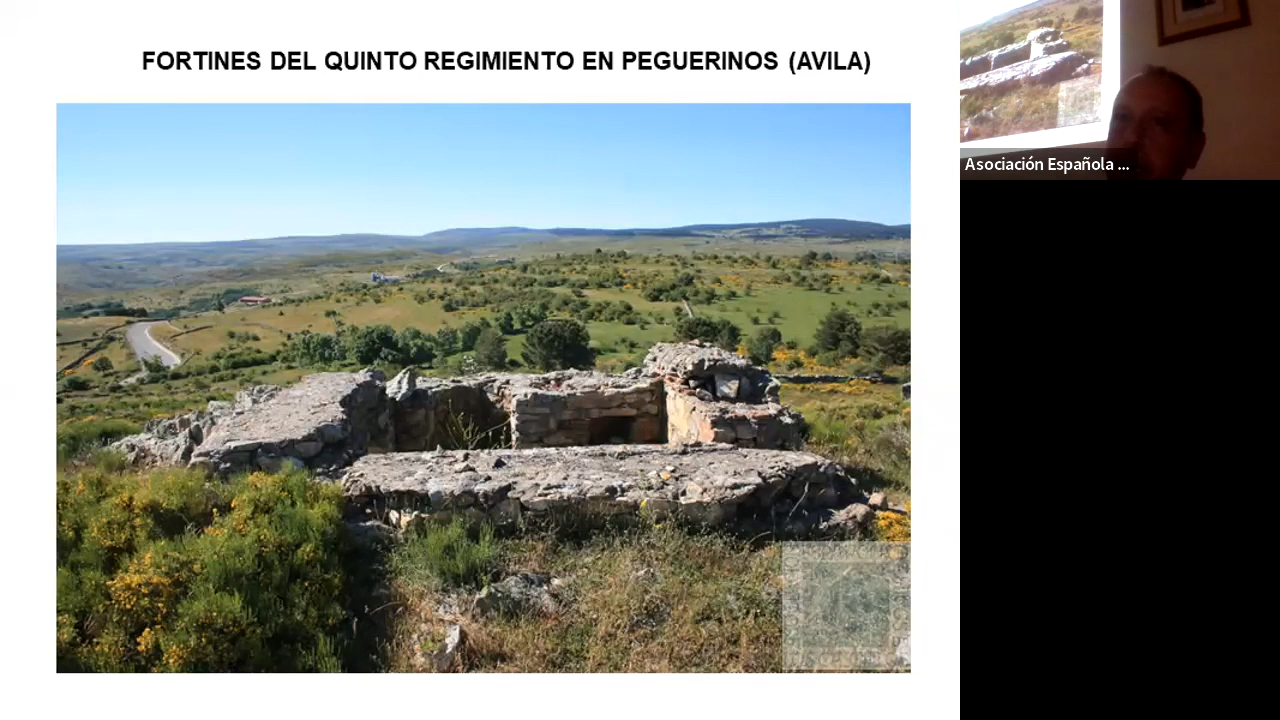 FORTINES DEL QUINTO REGIMIENTO EN PEGUERINOS (AVILA)
Asociación Española ...